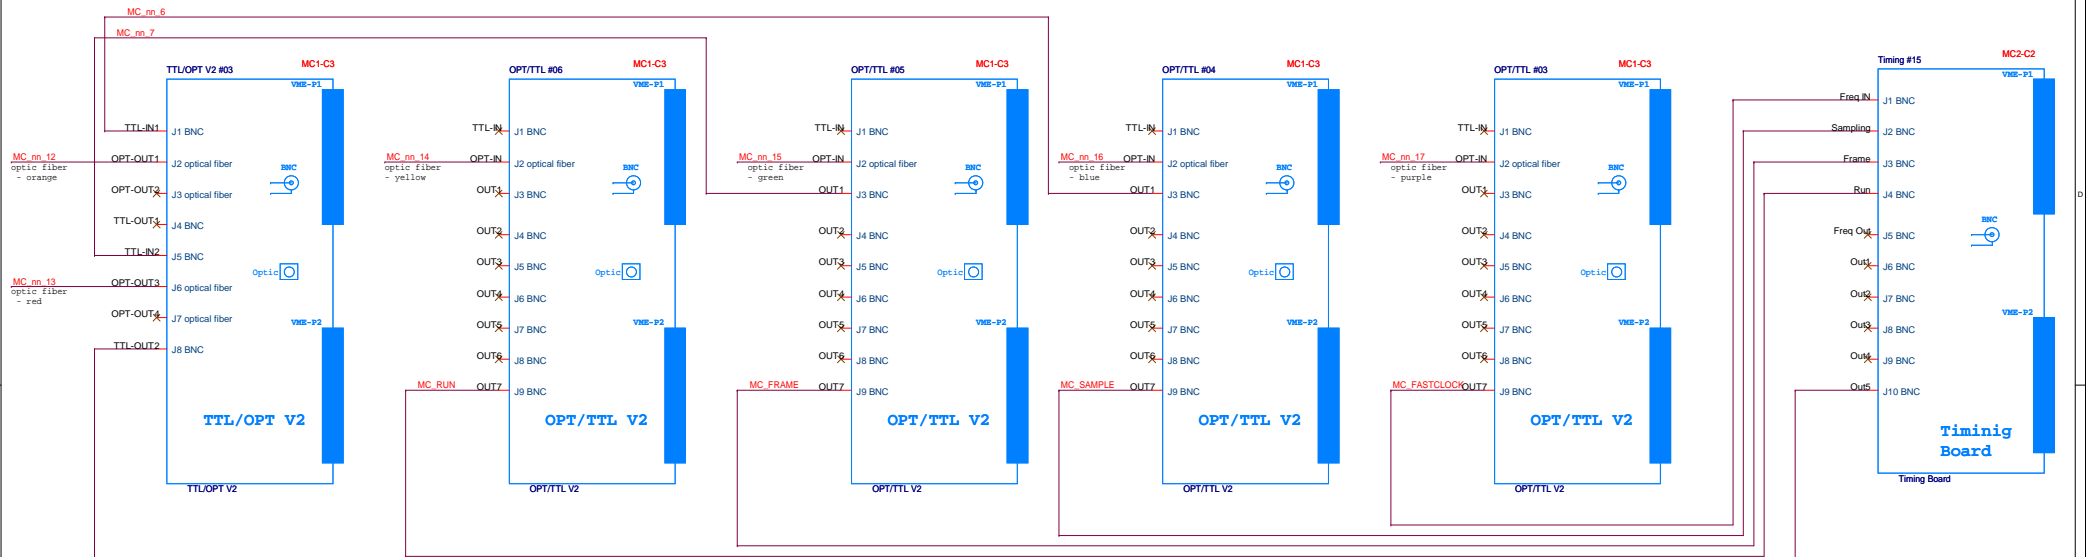 MC_nn_6
MC_nn_7
TTL/OPT V2 #03
MC1-C3
VME-P1
TTL-IN1
J1 BNC
MC_nn_12
optic fiber
- orange
OPT-OUT1
J2 optical fiber
BNC
OPT-OUT2
J3 optical fiber
TTL-OUT1
J4 BNC
TTL-IN2
J5 BNC
Optic
MC_nn_13
optic fiber
- red
OPT-OUT3
J6 optical fiber
OPT-OUT4
J7 optical fiber
VME-P2
TTL-OUT2
J8 BNC
TTL/OPT V2
TTL/OPT V2
OPT/TTL #06
MC1-C3
VME-P1
TTL-IN
J1 BNC
MC_nn_14
optic fiber
- yellow
OPT-IN
J2 optical fiber
BNC
OUT1
J3 BNC
OUT2
J4 BNC
OUT3
J5 BNC
Optic
OUT4
J6 BNC
OUT5
J7 BNC
VME-P2
OUT6
J8 BNC
MC_RUN
OUT7
J9 BNC
OPT/TTL V2
OPT/TTL V2
OPT/TTL #05
MC1-C3
VME-P1
TTL-IN
J1 BNC
MC_nn_15
optic fiber
- green
OPT-IN
J2 optical fiber
BNC
OUT1
J3 BNC
OUT2
J4 BNC
OUT3
J5 BNC
Optic
OUT4
J6 BNC
OUT5
J7 BNC
VME-P2
OUT6
J8 BNC
MC_FRAME
OUT7
J9 BNC
OPT/TTL V2
OPT/TTL V2
OPT/TTL #04
MC1-C3
VME-P1
TTL-IN
J1 BNC
MC_nn_16
optic fiber
- blue
OPT-IN
J2 optical fiber
BNC
OUT1
J3 BNC
OUT2
J4 BNC
OUT3
J5 BNC
Optic
OUT4
J6 BNC
OUT5
J7 BNC
VME-P2
OUT6
J8 BNC
MC_SAMPLE
OUT7
J9 BNC
OPT/TTL V2
OPT/TTL V2
OPT/TTL #03
MC1-C3
VME-P1
TTL-IN
J1 BNC
MC_nn_17
optic fiber
- purple
OPT-IN
J2 optical fiber
BNC
OUT1
J3 BNC
OUT2
J4 BNC
OUT3
J5 BNC
Optic
OUT4
J6 BNC
OUT5
J7 BNC
VME-P2
OUT6
J8 BNC
MC_FASTCLOCK
OUT7
J9 BNC
OPT/TTL V2
OPT/TTL V2
Timing #15
MC2-C2
VME-P1
Freq IN
J1 BNC
Sampling
J2 BNC
Frame
J3 BNC
Run
J4 BNC
BNC
Freq Out
J5 BNC
Out1
J6 BNC
Out2
J7 BNC
VME-P2
Out3
J8 BNC
Out4
J9 BNC
Out5
J10 BNC
Timinig
Board
Timing Board
D